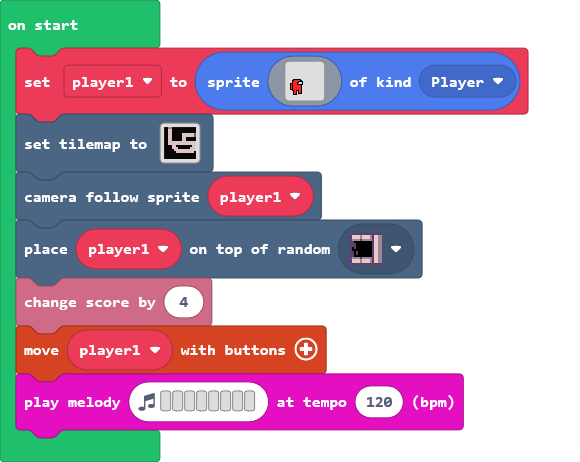 on start
set player1 to sprite of kind Player
set tilemap to
camera follow sprite player1
place player1 on top of random
change score by 4
move player1 with buttons
play melody at tempo 120 (bpm)